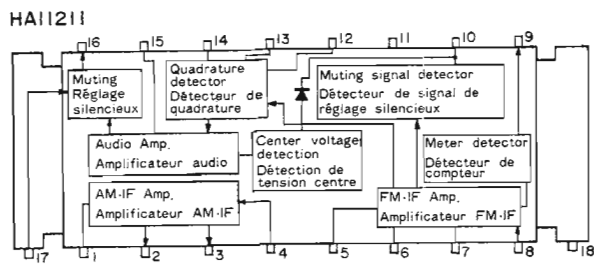 HA11211
16
15
14
13
12
11
10
9
Muting
Réglage
silencieux
Quadrature
detector
Détecteur de
quadrature
Muting signal detector
Détecteur de signal de
réglage silencieux
Audio Amp.
Amplificateur audio
Center voltage
detection
Détection de
tension centre
Meter detector
Détecteur de
compteur
AM·IF Amp.
Amplificateur AM·IF
FM·IF Amp.
Amplificateur FM·IF
17
1
2
3
4
5
6
7
8
18